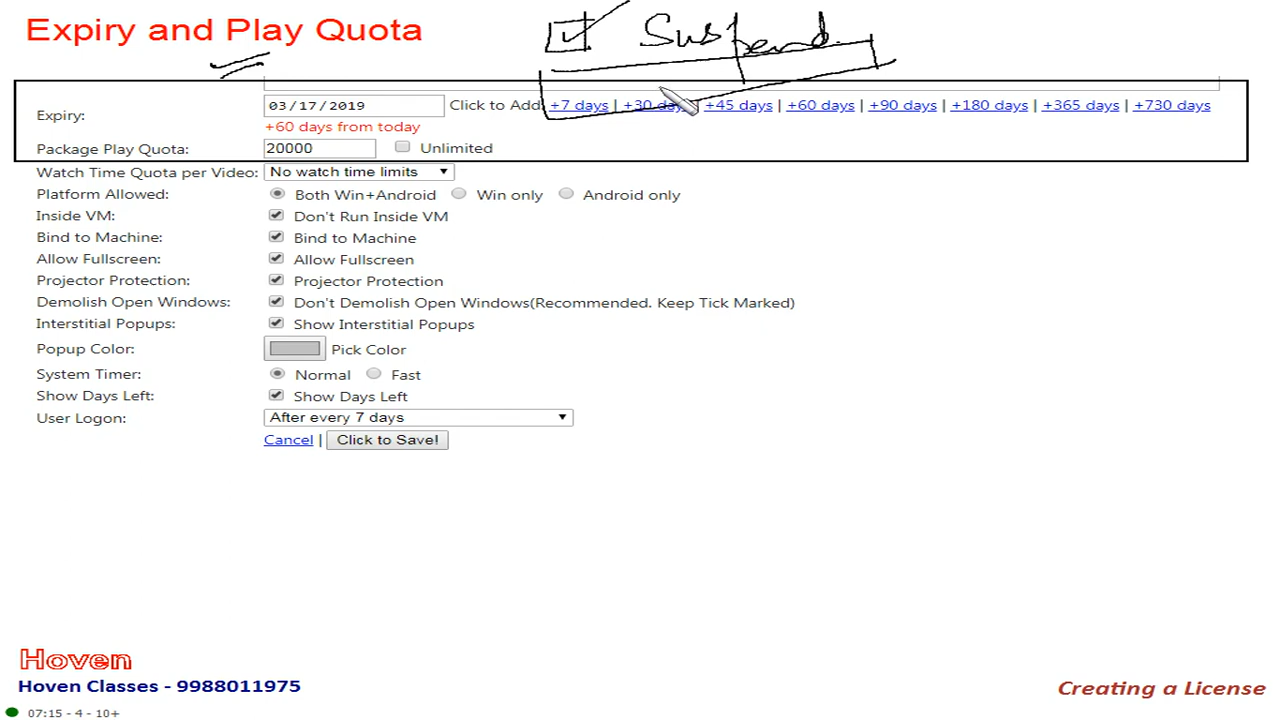 Expiry and Play Quota
Suspend.
Expiry: 03/17/2019 Click to Add: +7 days | +30 days | +45 days | +60 days | +90 days | +180 days | +365 days | +730 days
+60 days from today
Package Play Quota: 20000 Unlimited
Watch Time Quota per Video: No watch time limits
Platform Allowed: Both Win+Android Win only Android only
Inside VM: Don't Run Inside VM
Bind to Machine: Bind to Machine
Allow Fullscreen: Allow Fullscreen
Projector Protection: Projector Protection
Demolish Open Windows: Don't Demolish Open Windows(Recommended. Keep Tick Marked)
Interstitial Popups: Show Interstitial Popups
Popup Color: Pick Color
System Timer: Normal Fast
Show Days Left: Show Days Left
User Logon: After every 7 days
Cancel | Click to Save!
Hoven
Hoven Classes - 9988011975
Creating a License
07:15 - 4 - 10+